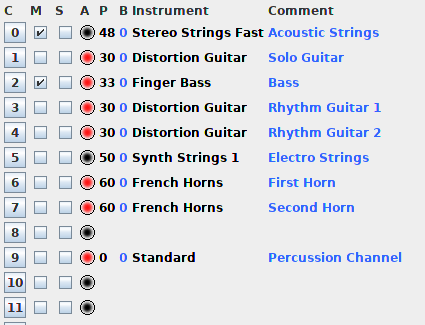 C M S A P B Instrument Comment
0 48 0 Stereo Strings Fast Acoustic Strings
1 30 0 Distortion Guitar Solo Guitar
2 33 0 Finger Bass Bass
3 30 0 Distortion Guitar Rhythm Guitar 1
4 30 0 Distortion Guitar Rhythm Guitar 2
5 50 0 Synth Strings 1 Electro Strings
6 60 0 French Horns First Horn
7 60 0 French Horns Second Horn
8
9 0 0 Standard Percussion Channel
10
11